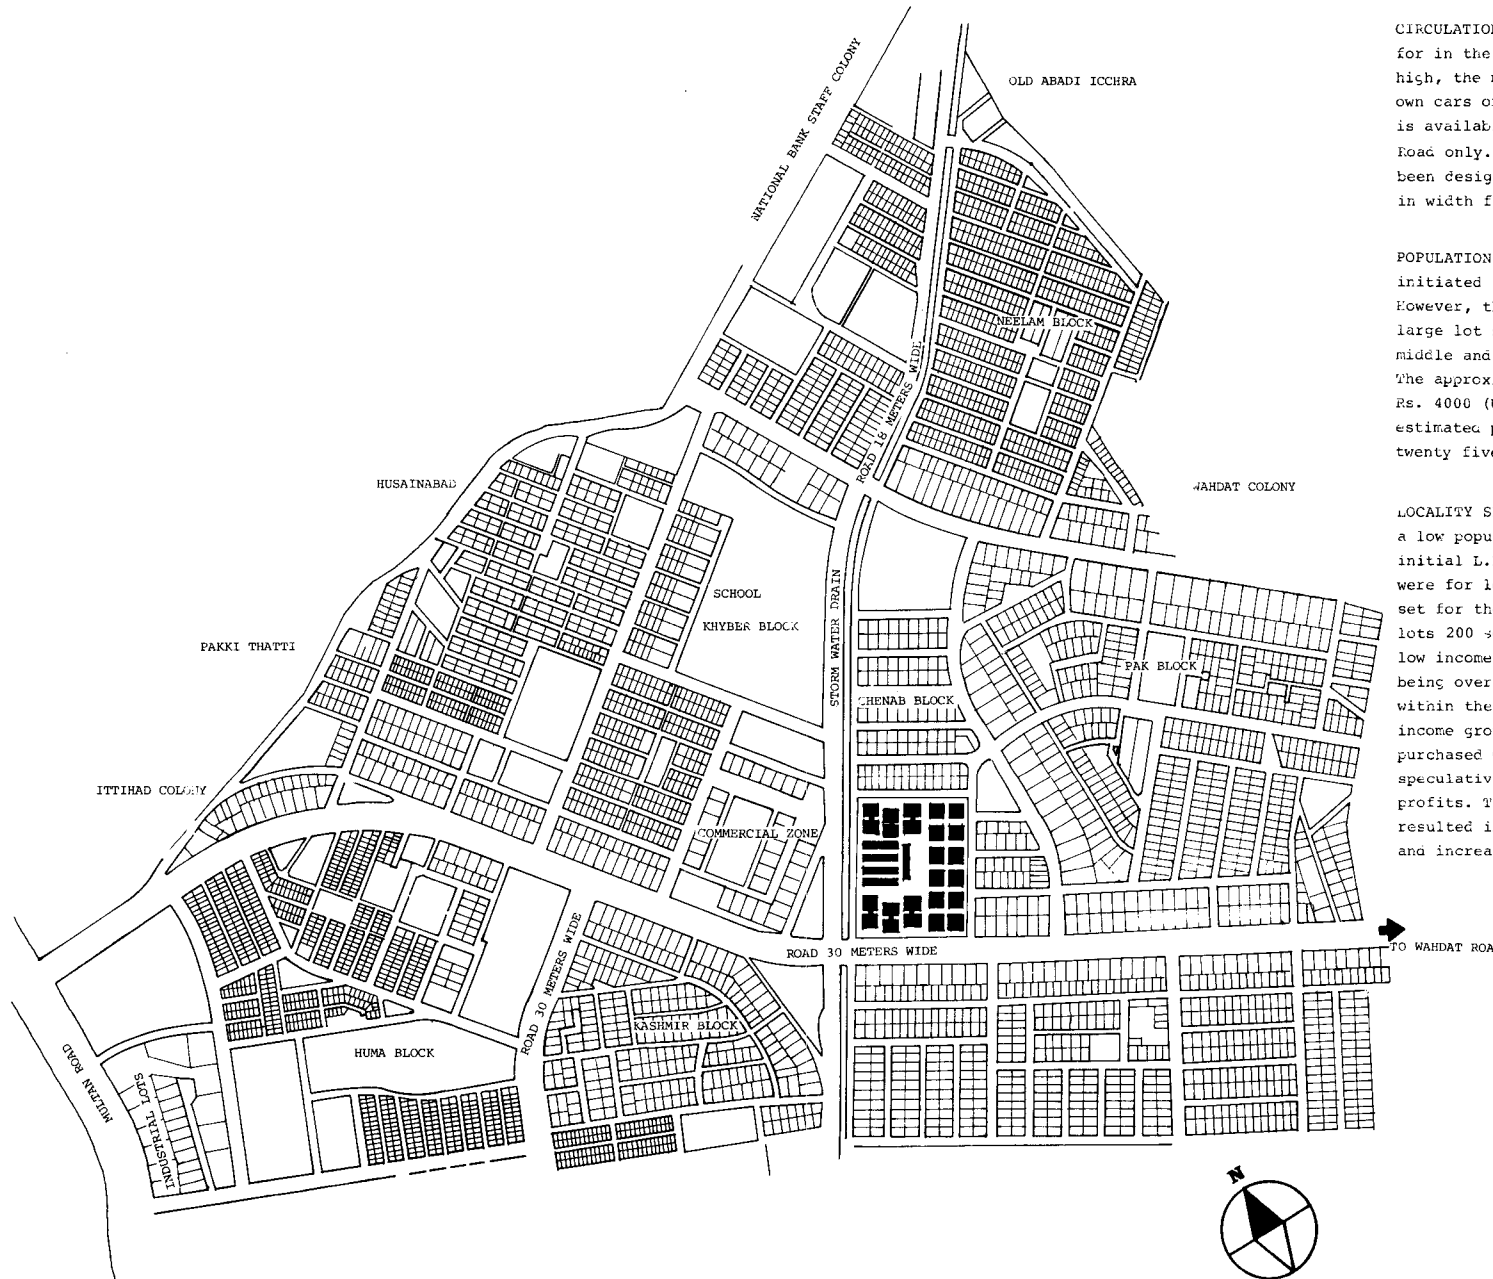 OLD ABADI ICCHRA
NATIONAL BANK STAFF COLONY
NEELAM BLOCK
ROAD 18 METERS WIDE
HUSAINABAD
WAHDAT COLONY
SCHOOL
KHYBER BLOCK
STORM WATER DRAIN
PAKKI THATTI
PAK BLOCK
CHENAB BLOCK
ITTIHAD COLONY
COMMERCIAL ZONE
ROAD 30 METERS WIDE
TO WAHDAT ROA
ROAD 30 METERS WIDE
KASHMIR BLOCK
HUMA BLOCK
MULTAN ROAD
INDUSTRIAL LOTS
N
CIRCULATION
for in the
high, the
own cars o
is availab
Road only.
been desig
in width f
POPULATION
initiated
However, t
large lot
middle and
The approx
Rs. 4000 (
estimated p
twenty five
LOCALITY S
a low popu
initial L.
were for l
set for th
lots 200
low income
being over
within the
income gro
purchased
speculativ
profits. T
resulted i
and increa